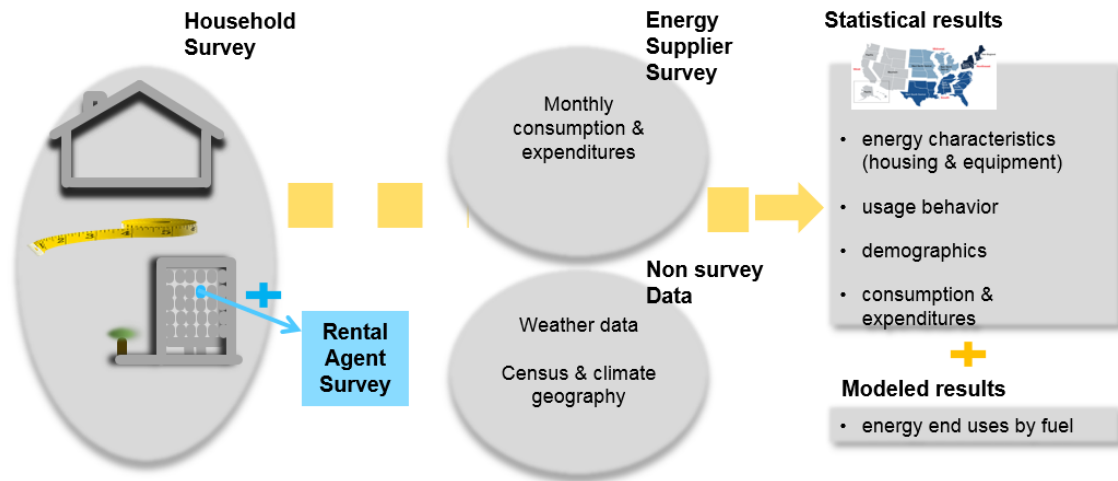 Household
Survey
Rental
Agent
Survey
Energy
Supplier
Survey
Monthly
consumption &
expenditures
Non survey
Data
Weather data
Census & climate
geography
Statistical results
• energy characteristics
(housing & equipment)
• usage behavior
• demographics
• consumption &
expenditures
Modeled results
• energy end uses by fuel